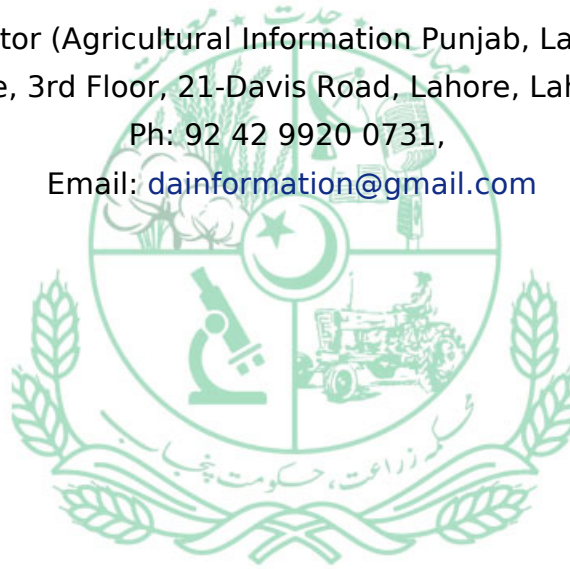 حدت
tor (Agricultural Information Punjab, La
e, 3rd Floor, 21-Davis Road, Lahore, Lah
Ph: 92 42 9920 0731,
Email: dainformation@gmail.com
محکمہ زراعت، حکومت پنجاب